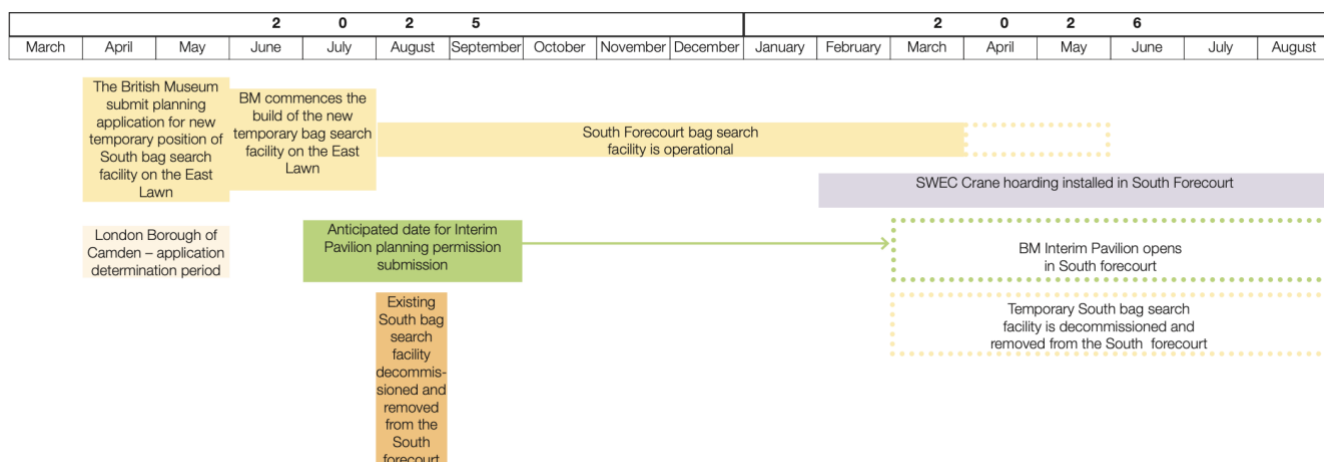 2 0 2 5
2 0 2 6
March April May June July August September October November December January February March April May June July August
The British Museum
submit planning
application for new
temporary position of
South bag search
facility on the East
Lawn
BM commences the
build of the new
temporary bag search
facility on the East
Lawn
South Forecourt bag search
facility is operational
SWEC Crane hoarding installed in South Forecourt
London Borough of
Camden – application
determination period
Anticipated date for Interim
Pavilion planning permission
submission
BM Interim Pavilion opens
in South forecourt
Existing
South bag
search
facility
decommis-
sioned and
removed
from the
South
forecourt
Temporary South bag search
facility is decommissioned and
removed from the South forecourt